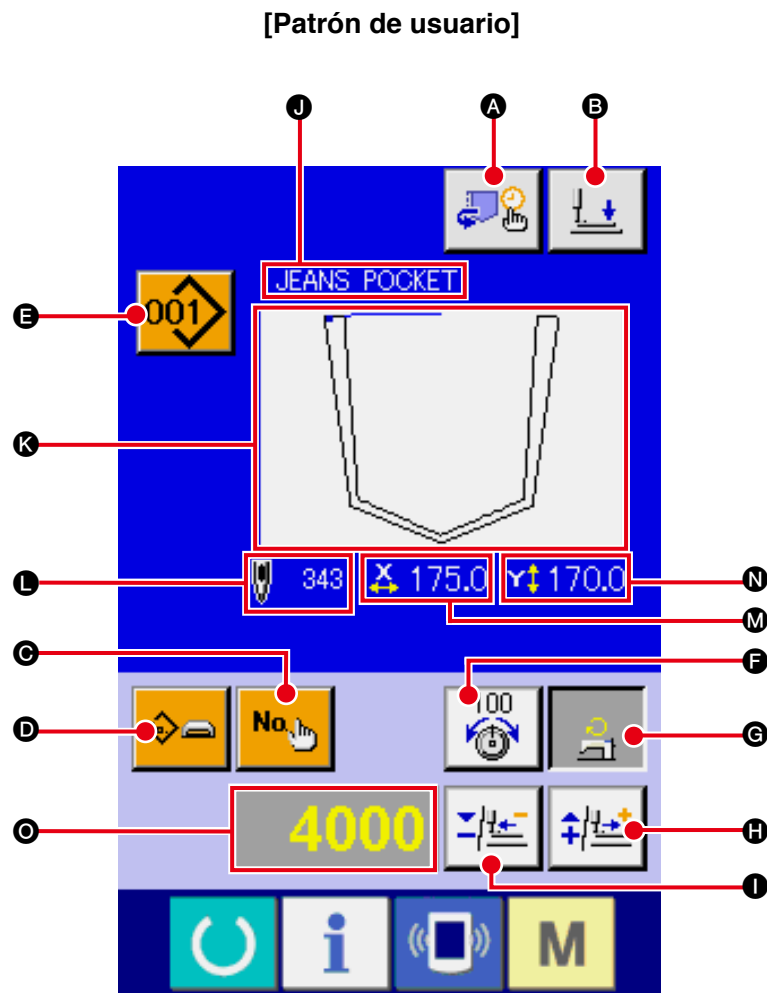 [Patrón de usuario]
J
A
B
JEANS POCKET
E
001
K
L
343
X 175.0
Y 170.0
N
M
C
F
D
No.
100
G
O
4000
H
I
i
M